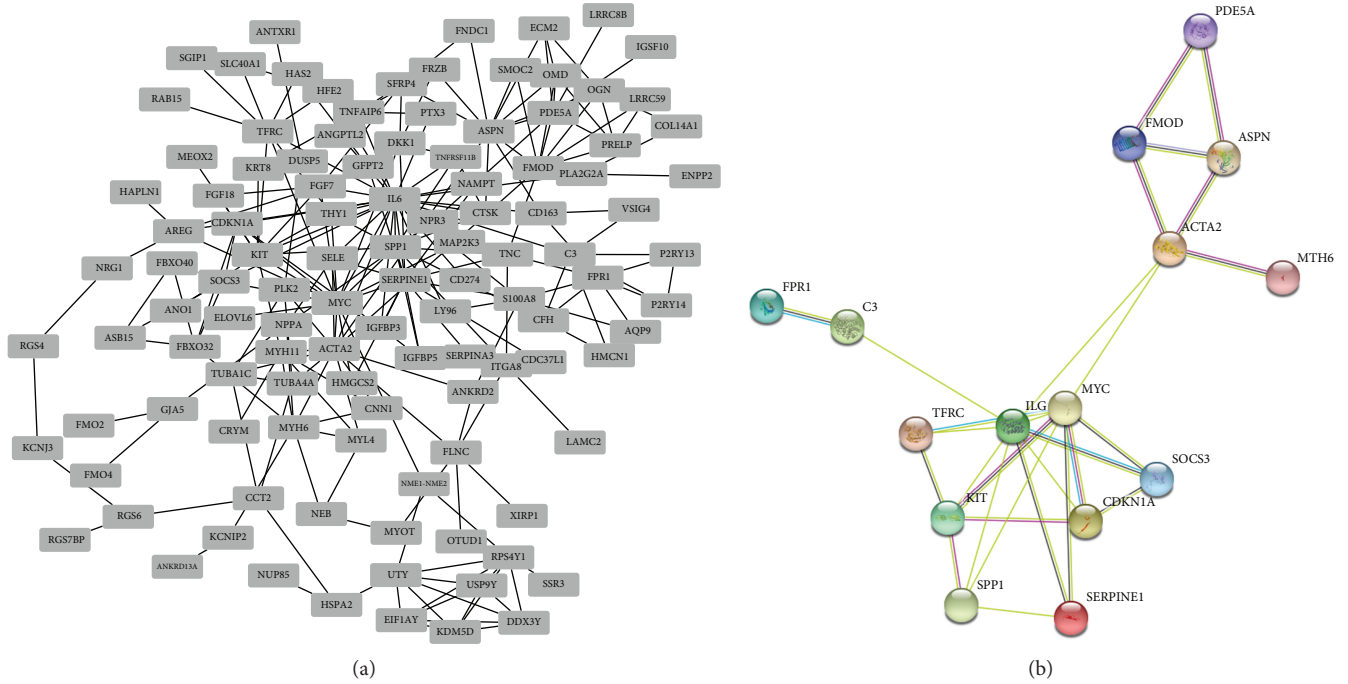 ANTXR1
SGIP1
SLC40A1
HAS2
HFE2
RAB15
TFRC
TNFAIP6
ANGPTL2
FNDC1
FRZB
SFRP4
PTX3
DKK1
ASPN
TNFRSF11B
ECM2
LRRC8B
IGSF10
SMOC2
OMD
OGN
PDE5A
LRRC59
COL14A1
PRELP
FMOD
PLA2G2A
ENPP2
MEOX2
KRT8
DUSP5
GFPT2
NAMPT
HAPLN1
FGF18
FGF7
IL6
CTSK
CD163
VSIG4
AREG
CDKN1A
THY1
NPR3
MAP2K3
NRG1
FBXO40
KIT
SELE
SPP1
TNC
C3
P2RY13
SOCS3
PLK2
SERPINE1
CD274
FPR1
ANO1
ELOVL6
MYC
LY96
S100A8
P2RY14
ASB15
FBXO32
NPPA
IGFBP3
CFH
AQP9
RGS4
MYH11
ACTA2
IGFBP5
SERPINA3
CDC37L1
HMCN1
TUBA1C
TUBA4A
HMGCS2
ANKRD2
ITGA8
GJA5
CNN1
FMO2
CRYM
MYH6
MYL4
LAMC2
KCNJ3
FLNC
FMO4
NME1-NME2
CCT2
NEB
XIRP1
RGS6
RGS7BP
KCNIP2
MYOT
OTUD1
ANKRD13A
NUP85
UTY
RPS4Y1
USP9Y
SSR3
HSPA2
EIF1AY
KDM5D
DDX3Y
(a)
PDE5A
FMOD
ASPN
ACTA2
MTH6
FPR1
C3
MYC
ILG
TFRC
SOCS3
KIT
CDKN1A
SPP1
SERPINE1
(b)